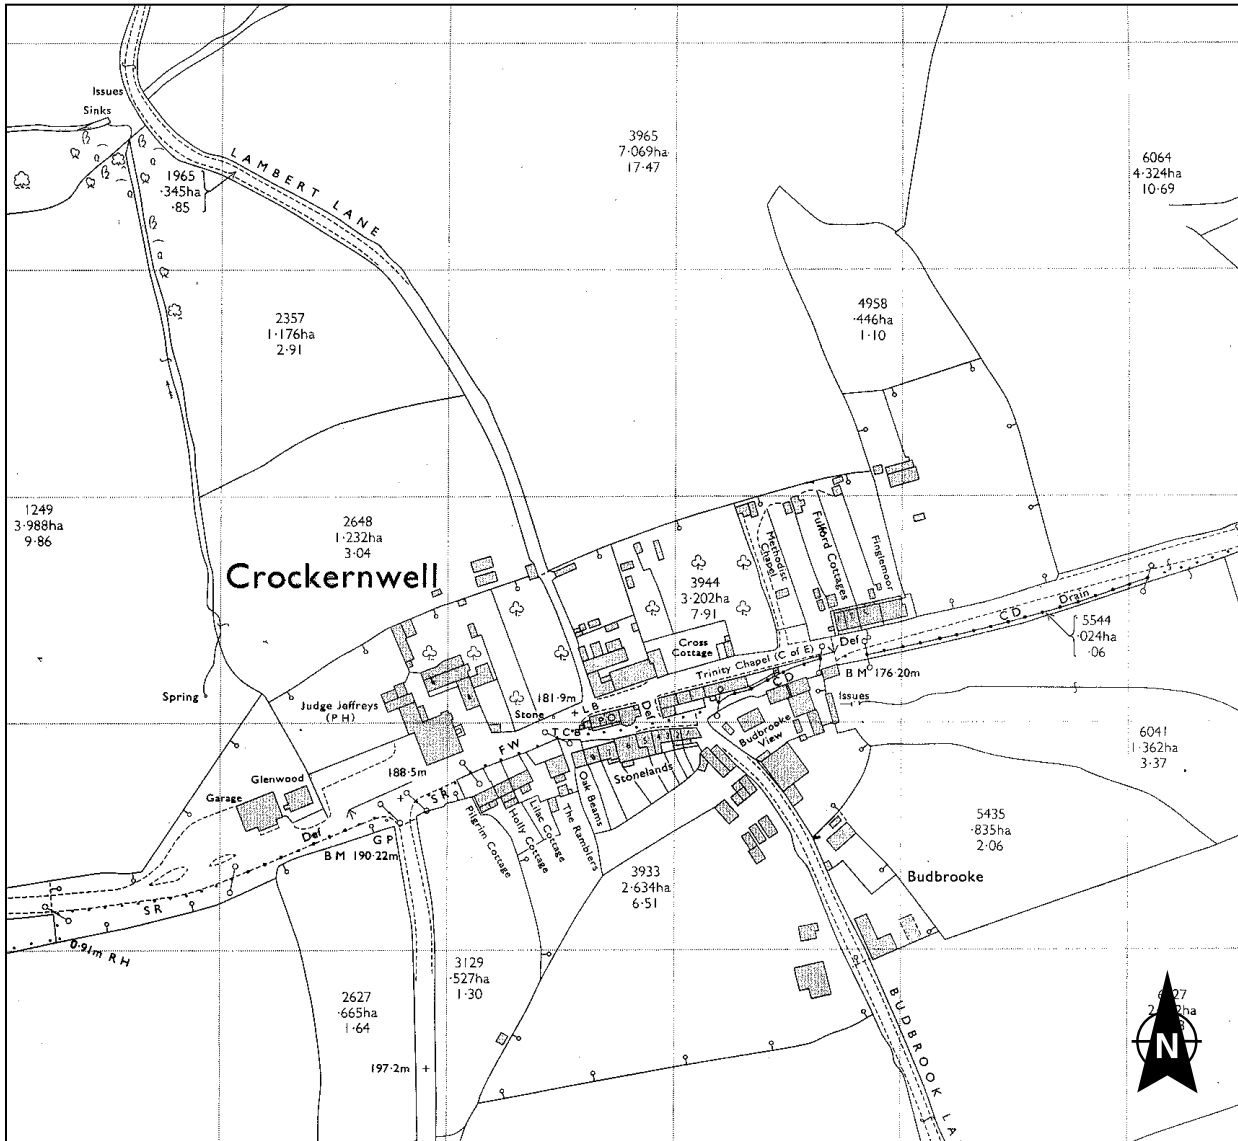 Issues
Sinks
LAMBERT LANE
1965
·345ha
·85
3965
7·069ha
17·47
6064
4·324ha
10·69
2357
1·176ha
2·91
4958
·446ha
1·10
1249
3·988ha
9·86
2648
1·232ha
3·04
Crockernwell
3944
3·202ha
7·91
Methodist
Chapel
Fulford Cottages
Finglemoor
Cross
Cottage
Trinity Chapel (C of E)
Def
CD
Drain
5544
·024ha
·06
BM 176·20m
CD
Issues
Spring
Judge Jeffreys
(PH)
181·9m
Stone
LB
PO
Def
TCB
FW
Budbrooke
View
6041
1·362ha
3·37
Stonelands
Oak Beams
188·5m
SR
Glenwood
Garage
Def
GP
BM 190·22m
Pilgrim Cottage
Holly Cottage
Lilac Cottage
The Ramblers
3933
2·634ha
6·51
5435
·835ha
2·06
Budbrooke
SR
0·91m RH
2627
·665ha
1·64
3129
·527ha
1·30
197·2m
BUDBROOK LA
N